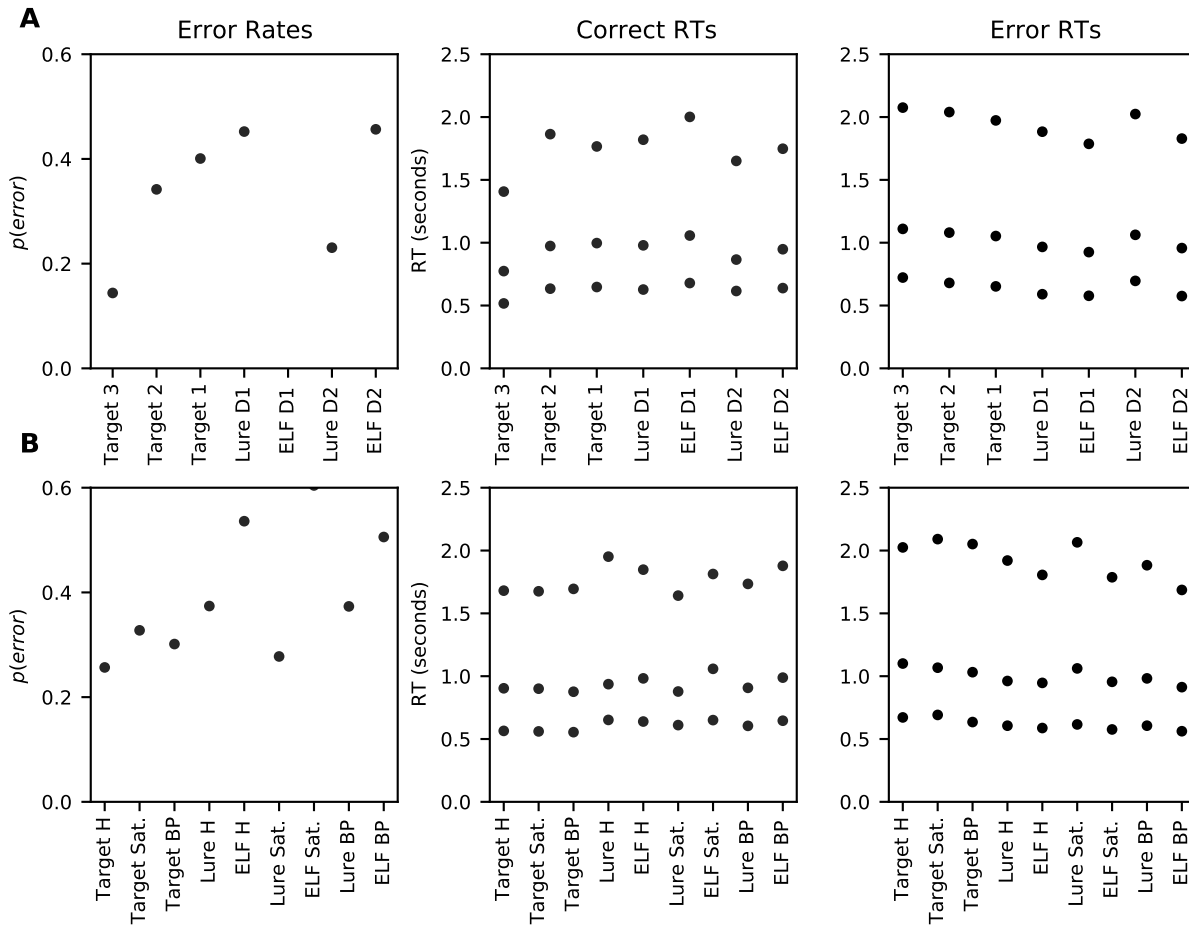 A
Error Rates
Correct RTs
Error RTs
p(error)
0.6
0.4
0.2
0.0
Target 3
Target 2
Target 1
Lure D1
ELF D1
Lure D2
ELF D2
RT (seconds)
2.5
2.0
1.5
1.0
0.5
0.0
Target 3
Target 2
Target 1
Lure D1
ELF D1
Lure D2
ELF D2
2.5
2.0
1.5
1.0
0.5
0.0
Target 3
Target 2
Target 1
Lure D1
ELF D1
Lure D2
ELF D2
B
p(error)
0.6
0.4
0.2
0.0
Target H
Target Sat.
Target BP
Lure H
ELF H
Lure Sat.
ELF Sat.
Lure BP
ELF BP
RT (seconds)
2.5
2.0
1.5
1.0
0.5
0.0
Target H
Target Sat.
Target BP
Lure H
ELF H
Lure Sat.
ELF Sat.
Lure BP
ELF BP
2.5
2.0
1.5
1.0
0.5
0.0
Target H
Target Sat.
Target BP
Lure H
ELF H
Lure Sat.
ELF Sat.
Lure BP
ELF BP